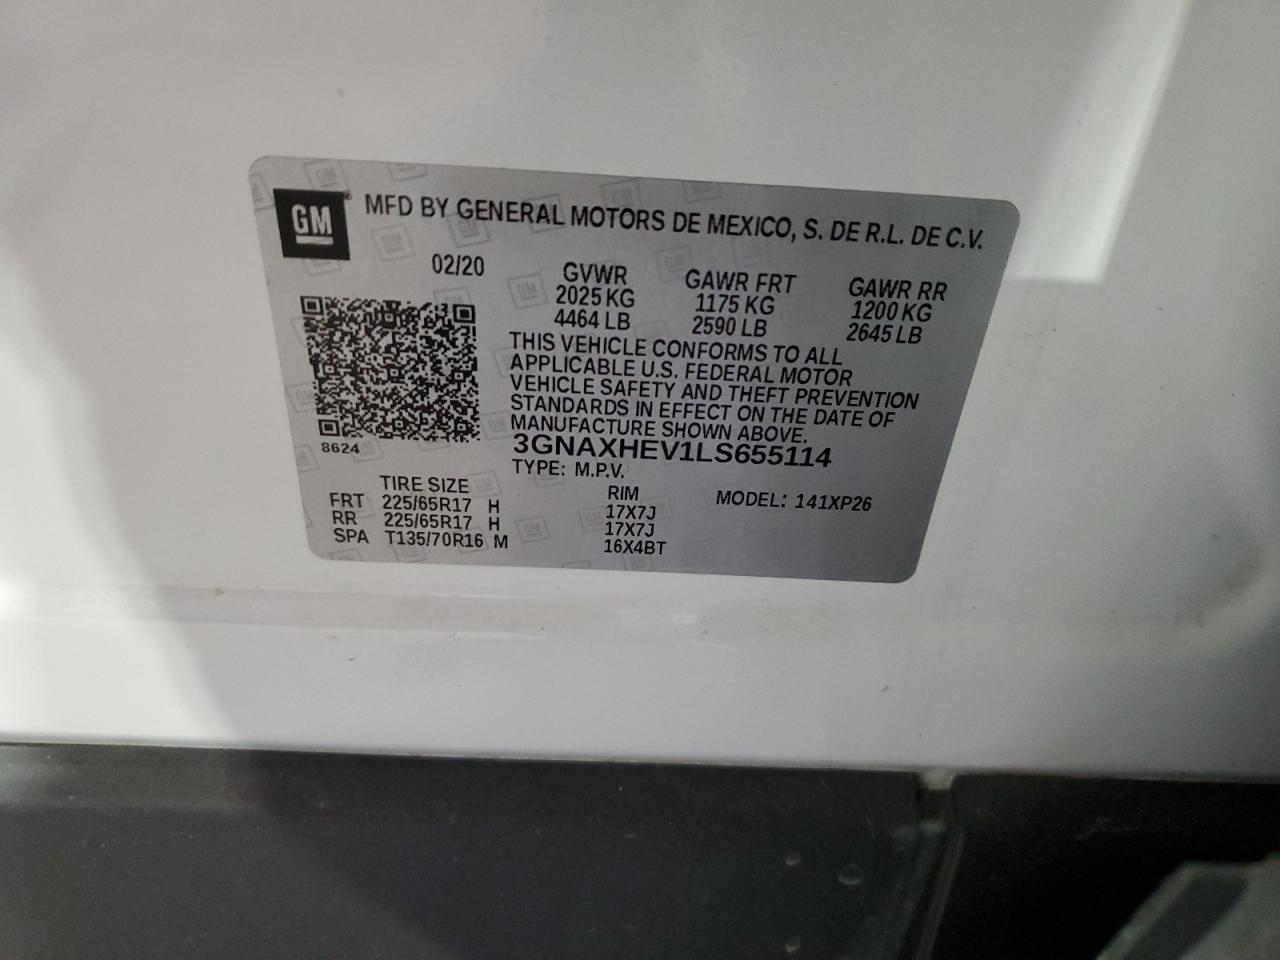 GM® MFD BY GENERAL MOTORS DE MEXICO, S. DE R.L. DE C.V.
02/20 GVWR GAWR FRT GAWR RR
2025 KG 1175 KG 1200 KG
4464 LB 2590 LB 2645 LB
THIS VEHICLE CONFORMS TO ALL
APPLICABLE U.S. FEDERAL MOTOR
VEHICLE SAFETY AND THEFT PREVENTION
STANDARDS IN EFFECT ON THE DATE OF
MANUFACTURE SHOWN ABOVE.
8624 3GNAXHEV1LS655114
TYPE: M.P.V.
TIRE SIZE RIM MODEL: 141XP26
FRT 225/65R17 H 17X7J
RR 225/65R17 H 17X7J
SPA T135/70R16 M 16X4BT